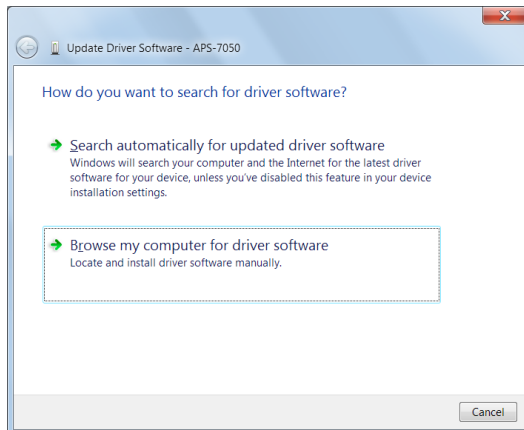 X
Update Driver Software - APS-7050
How do you want to search for driver software?
Search automatically for updated driver software
Windows will search your computer and the Internet for the latest driver
software for your device, unless you've disabled this feature in your device
installation settings.
Browse my computer for driver software
Locate and install driver software manually.
Cancel